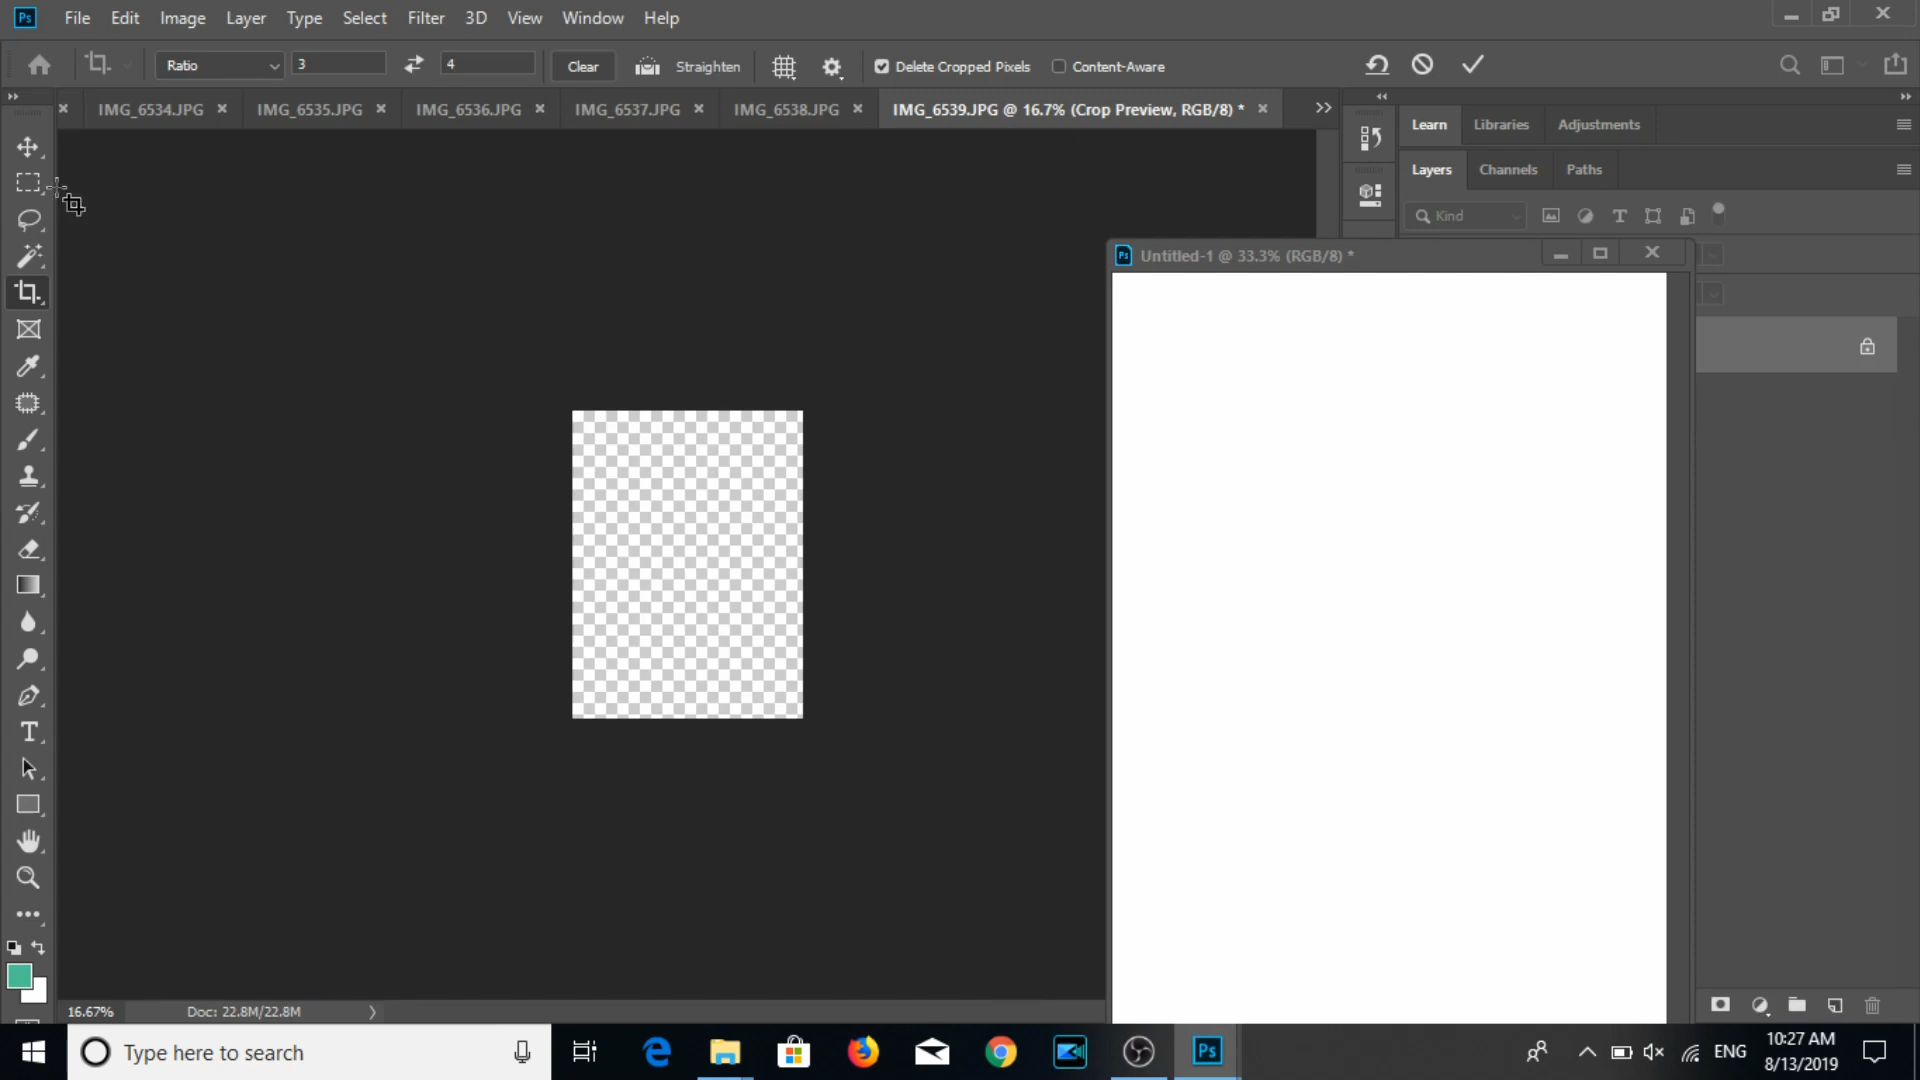 Ps File Edit Image Layer Type Select Filter 3D View Window Help
Ratio 3 4 Clear Straighten Delete Cropped Pixels Content-Aware
IMG_6534.JPG IMG_6535.JPG IMG_6536.JPG IMG_6537.JPG IMG_6538.JPG IMG_6539.JPG @ 16.7% (Crop Preview, RGB/8) *
Learn Libraries Adjustments
Layers Channels Paths
Kind
Ps Untitled-1 @ 33.3% (RGB/8) *
16.67% Doc: 22.8M/22.8M
Type here to search
Ps
ENG
10:27 AM
8/13/2019